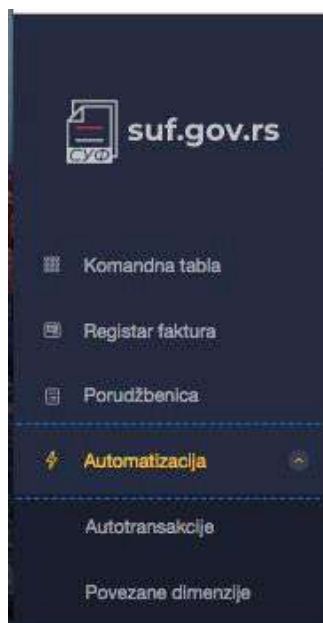 СУФ
suf.gov.rs
Komandna tabla
Registar faktura
Porudžbenica
Automatizacija
Autotransakcije
Povezane dimenzije